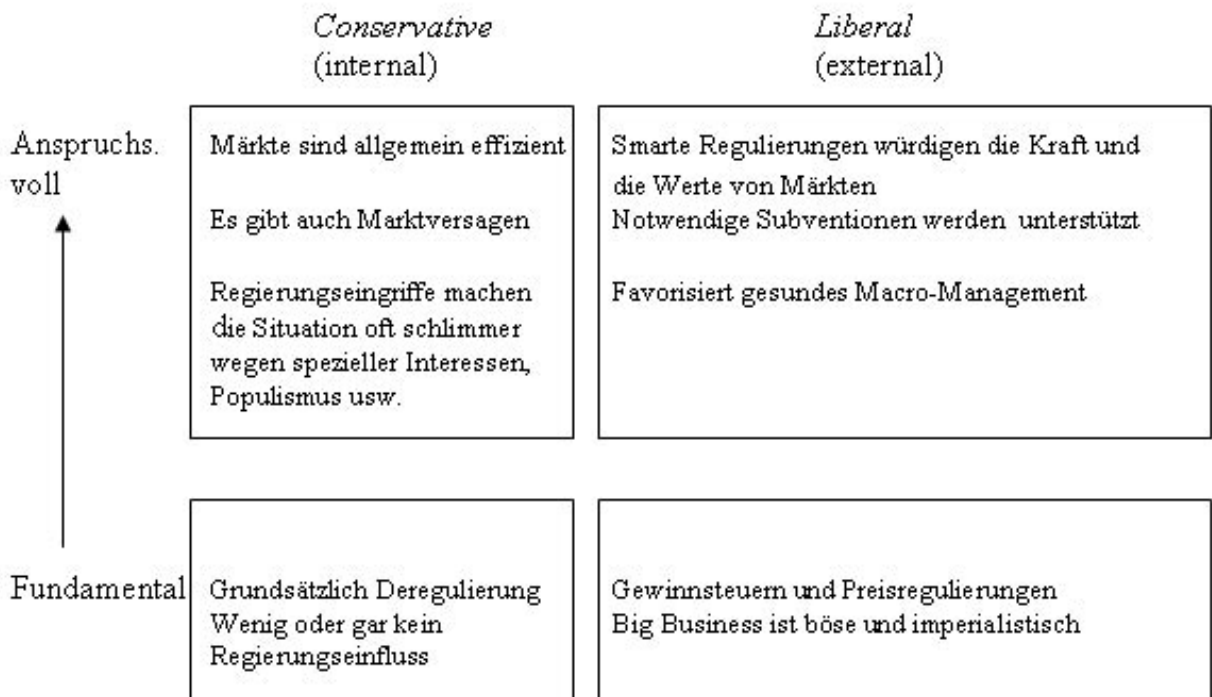 Conservative
(internal)
Liberal
(external)
Anspruchs.
voll
Märkte sind allgemein effizient
Es gibt auch Marktversagen
Regierungseingriffe machen
die Situation oft schlimmer
wegen spezieller Interessen,
Populismus usw.
Smarte Regulierungen würdigen die Kraft und
die Werte von Märkten
Notwendige Subventionen werden unterstützt
Favorisiert gesundes Macro-Management
Fundamental
Grundsätzlich Deregulierung
Wenig oder gar kein
Regierungseinfluss
Gewinnsteuern und Preisregulierungen
Big Business ist böse und imperialistisch